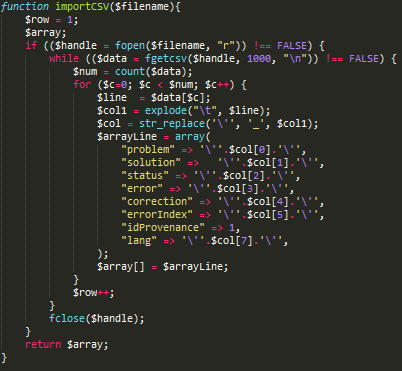 function importCSV($filename){
    $row = 1;
    $array;
    if (($handle = fopen($filename, "r")) !== FALSE) {
        while (($data = fgetcsv($handle, 1000, "\n")) !== FALSE) {
            $num = count($data);
            for ($c=0; $c < $num; $c++) {
                $line  = $data[$c];
                $col1 = explode("\t", $line);
                $col = str_replace('\'', '_', $col1);
                $arrayLine = array(
                    "problem" => '\''.$col[0].'\'',
                    "solution" =>   '\''.$col[1].'\'',
                    "status" => '\''.$col[2].'\'',
                    "error" => '\''.$col[3].'\'',
                    "correction" => '\''.$col[4].'\'',
                    "errorIndex" => '\''.$col[5].'\'',
                    "idProvenance" => 1,
                    "lang" => '\''.$col[7].'\'',
                );
                $array[] = $arrayLine;
            }
            $row++;
        }
        fclose($handle);
    }
    return $array;
}